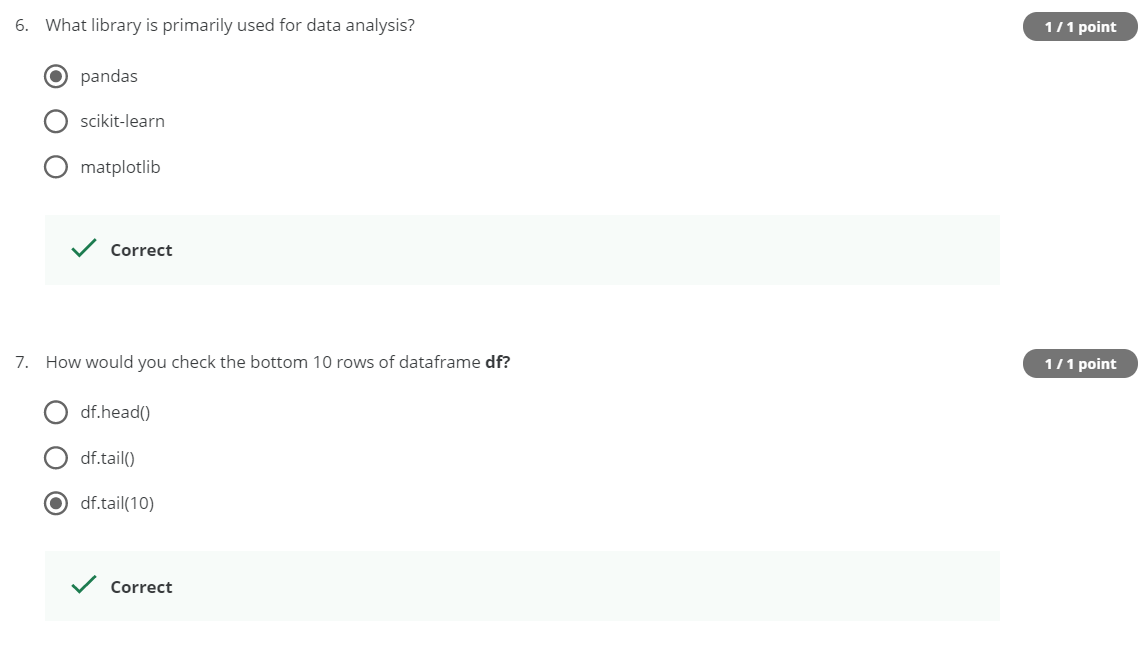 6. What library is primarily used for data analysis?
1 / 1 point
pandas
scikit-learn
matplotlib
Correct
7. How would you check the bottom 10 rows of dataframe df?
1 / 1 point
df.head()
df.tail()
df.tail(10)
Correct